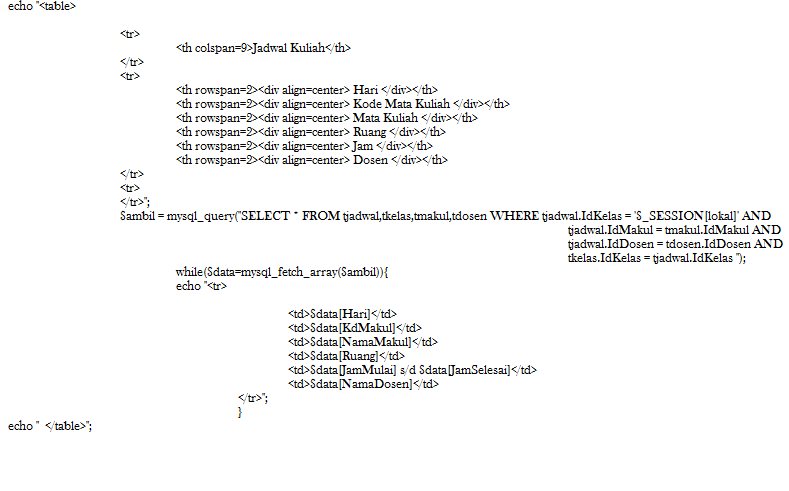 echo "<table>
<tr>
<th colspan=9>Jadwal Kuliah</th>
</tr>
<tr>
<th rowspan=2><div align=center> Hari </div></th>
<th rowspan=2><div align=center> Kode Mata Kuliah </div></th>
<th rowspan=2><div align=center> Mata Kuliah </div></th>
<th rowspan=2><div align=center> Ruang </div></th>
<th rowspan=2><div align=center> Jam </div></th>
<th rowspan=2><div align=center> Dosen </div></th>
</tr>
<tr>
</tr>";
$ambil = mysql_query("SELECT * FROM tjadwal,tkelas,tmakul,tdosen WHERE tjadwal.IdKelas = '$_SESSION[lokal]' AND
tjadwal.IdMakul = tmakul.IdMakul AND
tjadwal.IdDosen = tdosen.IdDosen AND
tkelas.IdKelas = tjadwal.IdKelas ");
while($data=mysql_fetch_array($ambil)){
echo "<tr>
<td>$data[Hari]</td>
<td>$data[KdMakul]</td>
<td>$data[NamaMakul]</td>
<td>$data[Ruang]</td>
<td>$data[JamMulai] s/d $data[JamSelesai]</td>
<td>$data[NamaDosen]</td>
</tr>";
}
echo " </table>";